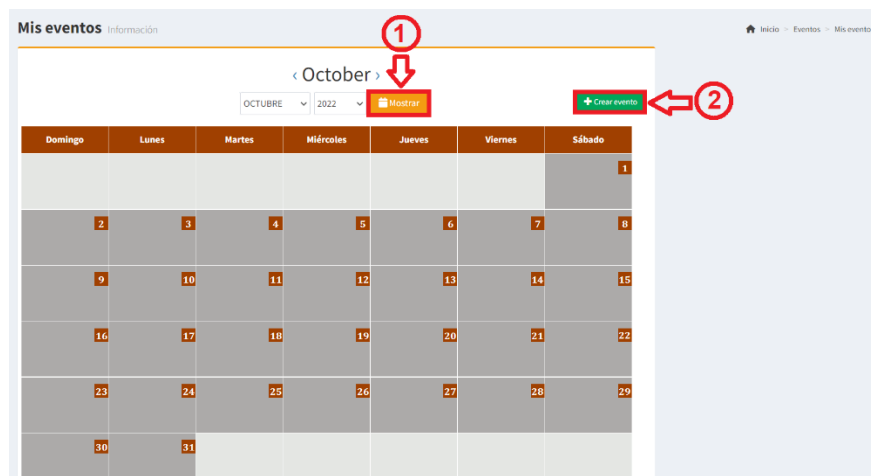 Mis eventos Información
Inicio > Eventos > Mis evento
1
‹ October ›
OCTUBRE 2022 Mostrar + Crear evento 2
Domingo Lunes Martes Miércoles Jueves Viernes Sábado
1
2 3 4 5 6 7 8
9 10 11 12 13 14 15
16 17 18 19 20 21 22
23 24 25 26 27 28 29
30 31